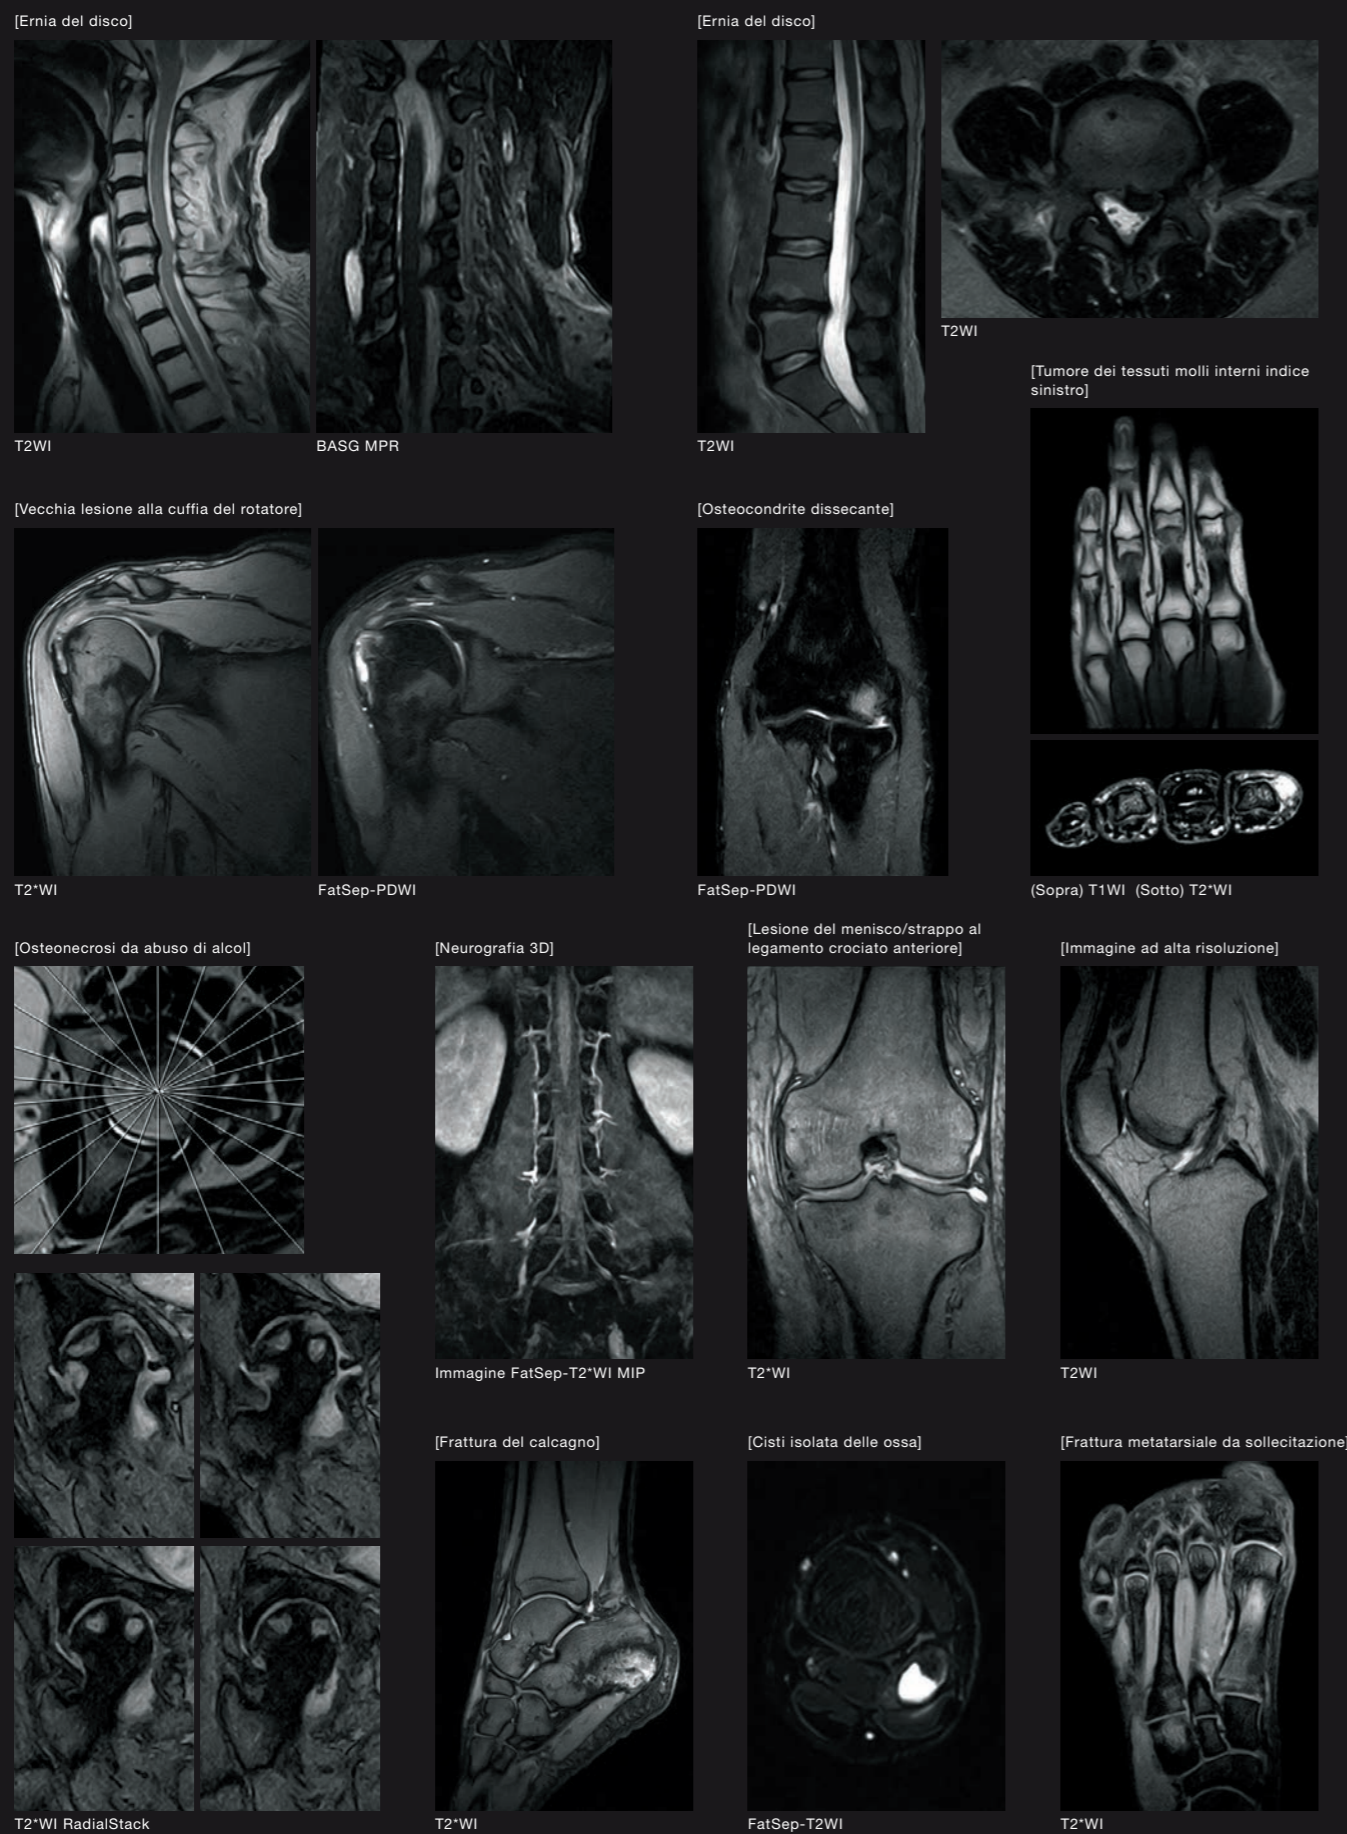 [Ernia del disco]
T2WI
BASG MPR
[Ernia del disco]
T2WI
T2WI
[Vecchia lesione alla cuffia del rotatore]
T2*WI
FatSep-PDWI
[Osteocondrite dissecante]
FatSep-PDWI
[Tumore dei tessuti molli interni indice
sinistro]
(Sopra) T1WI (Sotto) T2*WI
[Osteonecrosi da abuso di alcol]
T2*WI RadialStack
[Neurografia 3D]
Immagine FatSep-T2*WI MIP
[Lesione del menisco/strappo al
legamento crociato anteriore]
T2*WI
[Immagine ad alta risoluzione]
T2WI
[Frattura del calcagno]
T2*WI
[Cisti isolata delle ossa]
FatSep-T2WI
[Frattura metatarsiale da sollecitazione]
T2*WI